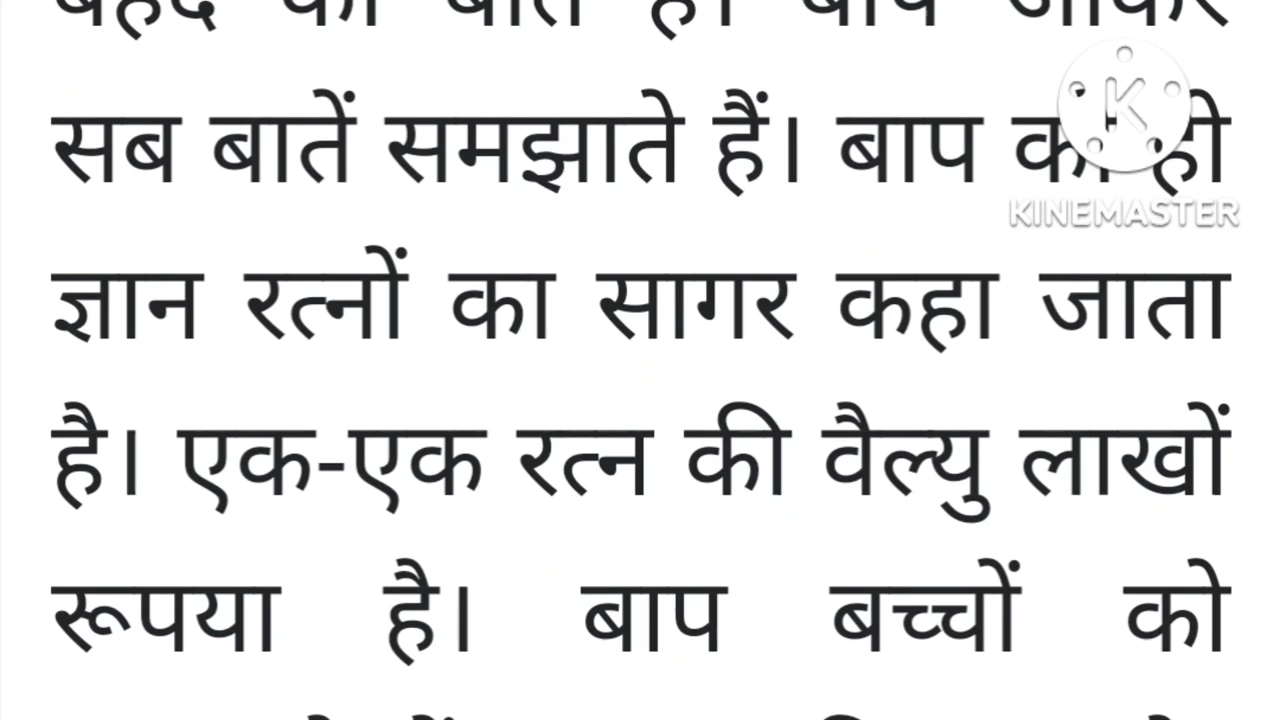 सब बातें समझाते हैं। बाप का ही
ज्ञान रत्नों का सागर कहा जाता
है। एक-एक रत्न की वैल्यु लाखों
रूपया है। बाप बच्चों को
KINEMASTER